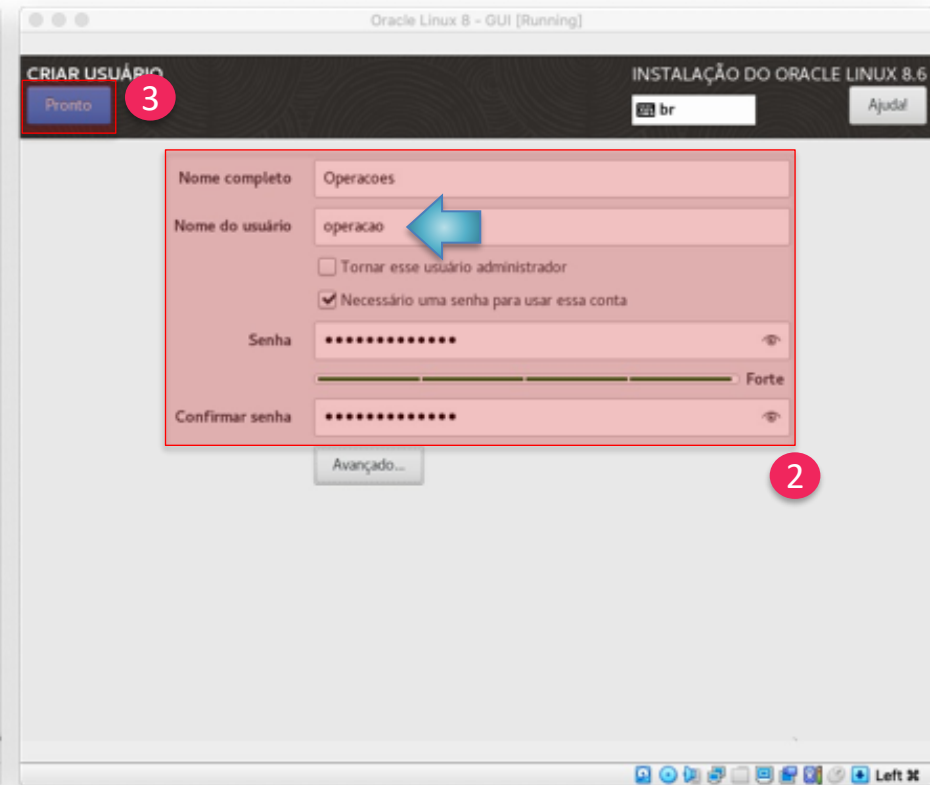 Oracle Linux 8 - GUI [Running]
CRIAR USUÁRIO
INSTALAÇÃO DO ORACLE LINUX 8.6
Pronto
3
br
Ajuda!
Nome completo
Operacoes
Nome do usuário
operacao
Tornar esse usuário administrador
Necessário uma senha para usar essa conta
Senha
•••••••••••••
Forte
Confirmar senha
•••••••••••••
Avançado...
2
Left ⌘